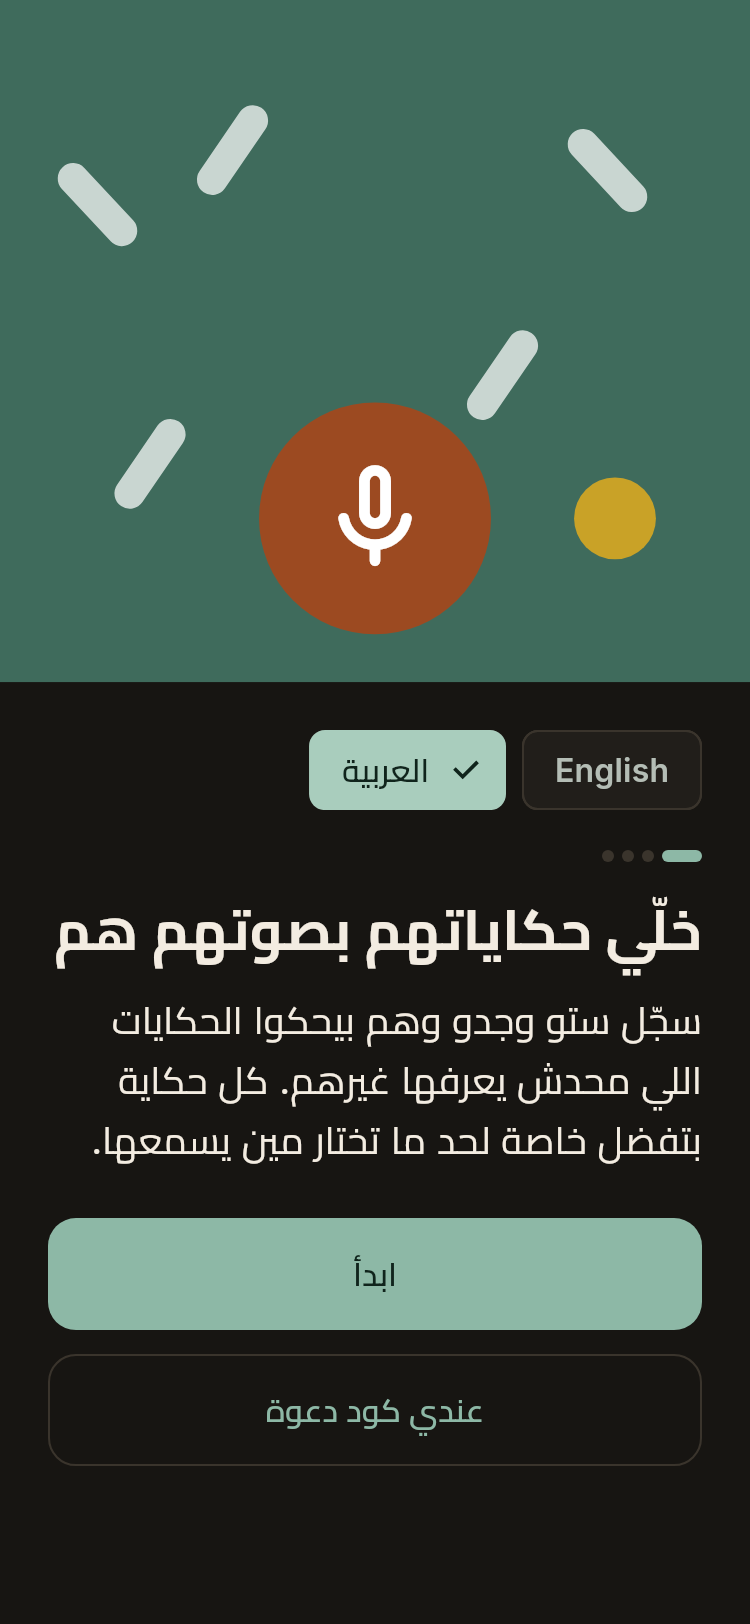 English
العربية
خلّي حكاياتهم بصوتهم هم
سجّل ستو وجدو وهم بيحكوا الحكايات
اللي محدش يعرفها غيرهم. كل حكاية
بتفضل خاصة لحد ما تختار مين يسمعها.
ابدأ
عندي كود دعوة